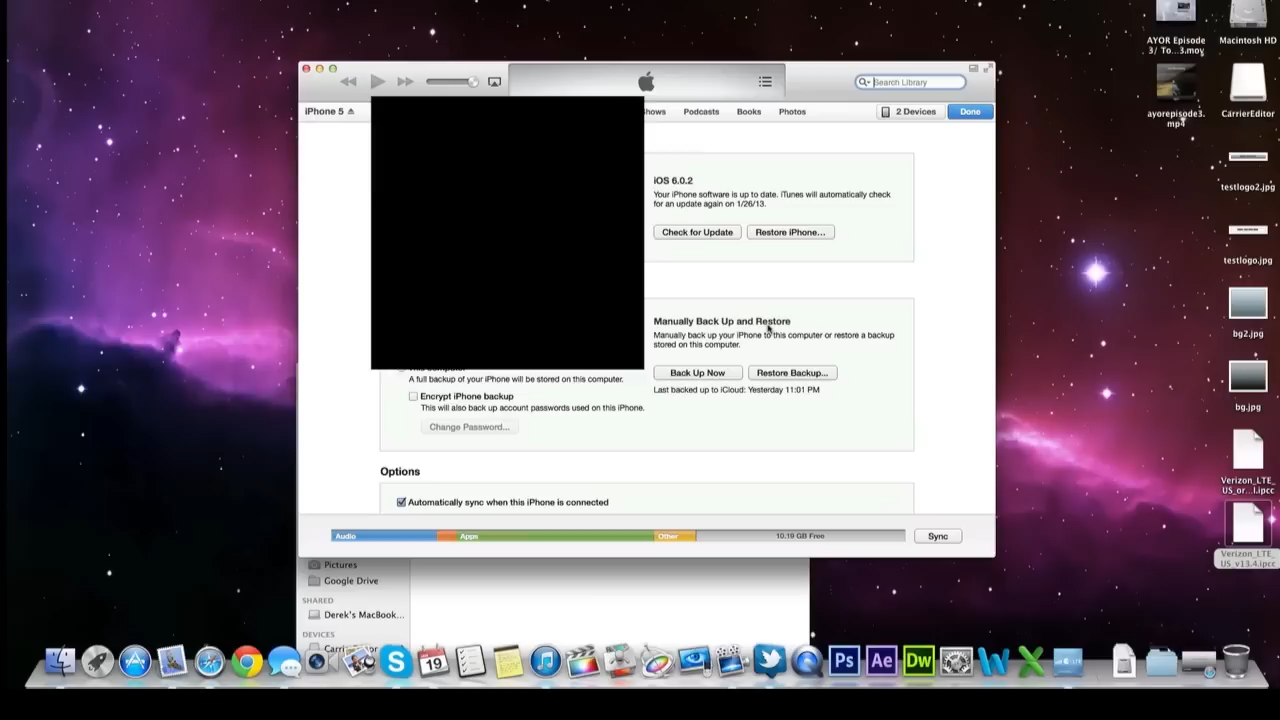 AYOR Episode
3/ To...3.mov
Macintosh HD
Search Library
iPhone 5
Shows
Podcasts
Books
Photos
2 Devices
Done
ayorepisode3.
mp4
CarrierEditor
iOS 6.0.2
Your iPhone software is up to date. iTunes will automatically check
for an update again on 1/26/13.
Check for Update
Restore iPhone...
testlogo2.jpg
testlogo.jpg
Manually Back Up and Restore
Manually back up your iPhone to this computer or restore a backup
stored on this computer.
Back Up Now
Restore Backup...
Last backed up to iCloud: Yesterday 11:01 PM
A full backup of your iPhone will be stored on this computer.
Encrypt iPhone backup
This will also back up account passwords used on this iPhone.
Change Password...
bg2.jpg
bg.jpg
Options
Automatically sync when this iPhone is connected
Verizon_LTE_
US_or...l.ipcc
Audio
Apps
Other
10.19 GB Free
Sync
Verizon_LTE_
US_v13.4.ipcc
Pictures
Google Drive
SHARED
Derek's MacBook...
DEVICES
19
Ps
Ae
Dw